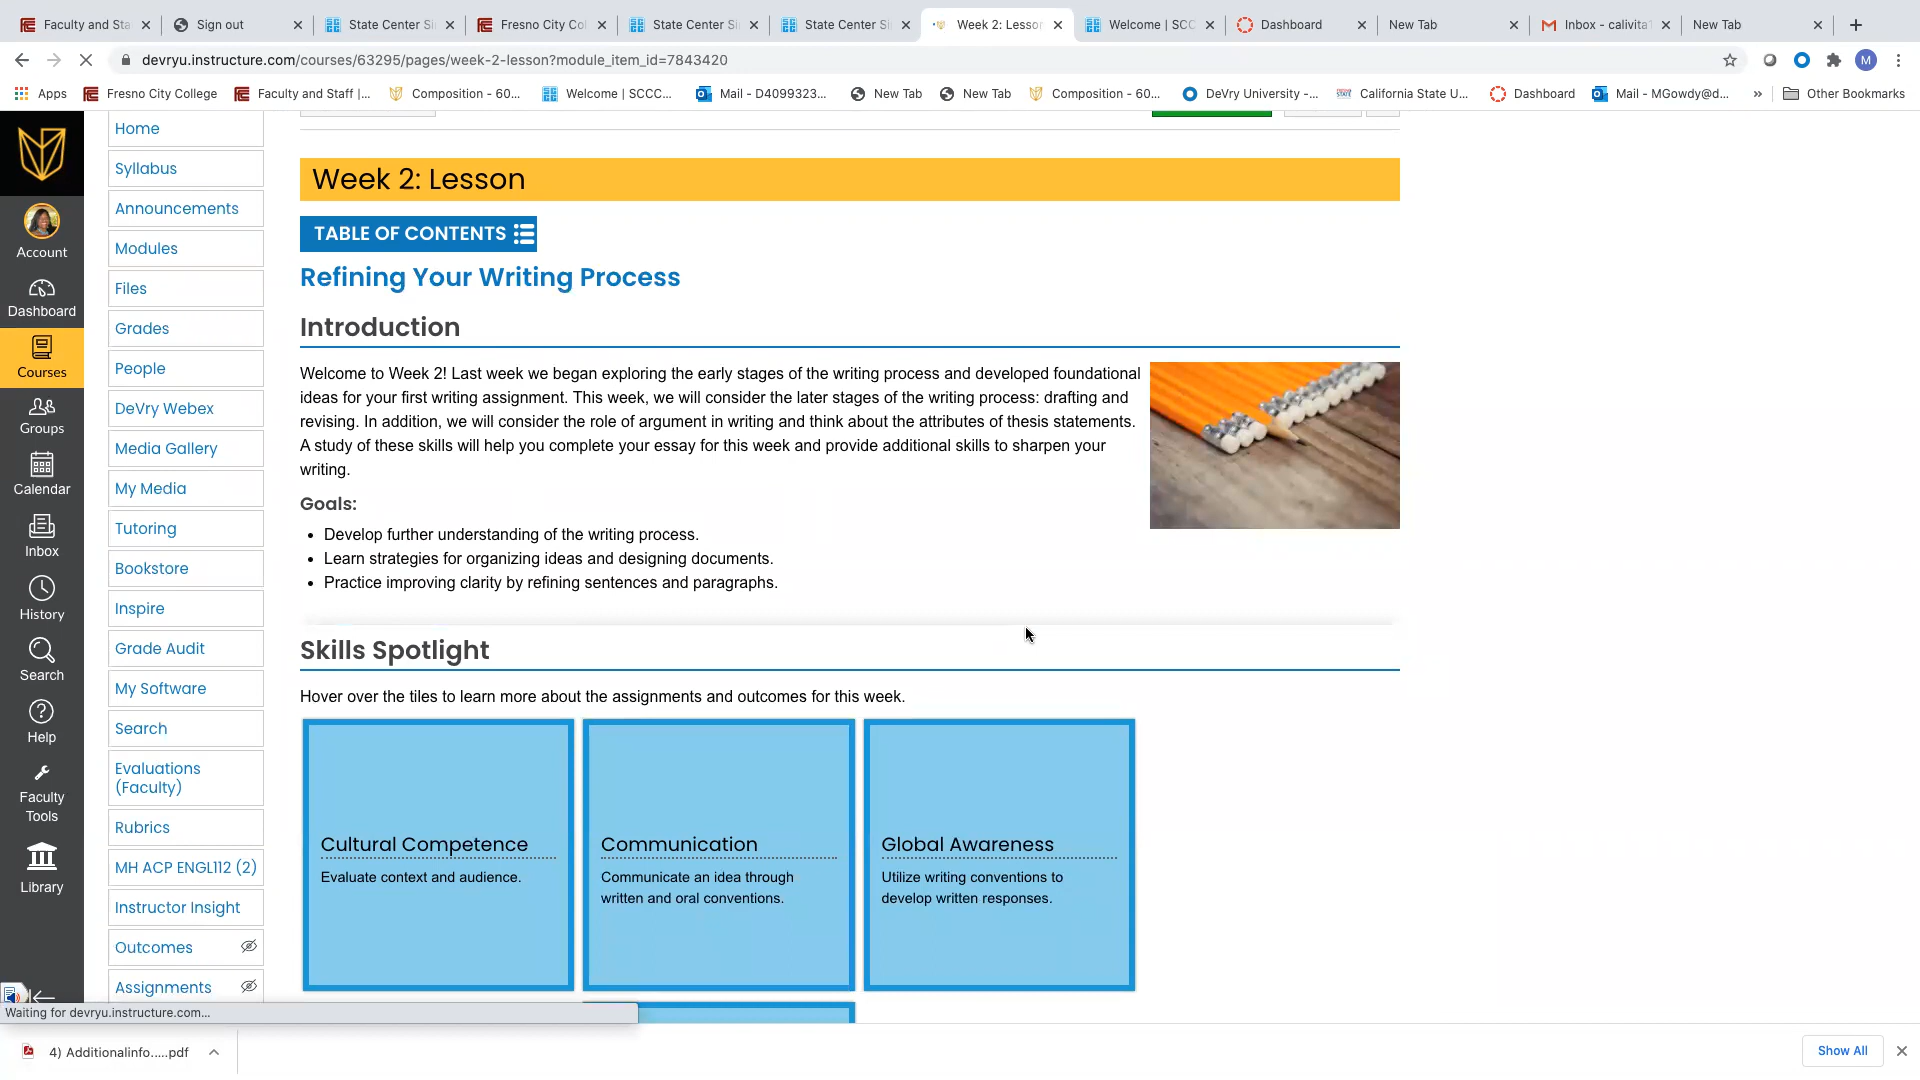 Faculty and Sta
Sign out
State Center Si
Fresno City Col
State Center Si
State Center Si
Week 2: Lesson
Welcome | SCC
Dashboard
New Tab
Inbox - calivita
New Tab
devryu.instructure.com/courses/63295/pages/week-2-lesson?module_item_id=7843420
M
Apps
Fresno City College
Faculty and Staff |...
Composition - 60...
Welcome | SCCC...
Mail - D4099323...
New Tab
New Tab
Composition - 60...
DeVry University -...
California State U...
Dashboard
Mail - MGowdy@d...
»
Other Bookmarks
Account
Dashboard
Courses
Groups
Calendar
Inbox
History
Search
Help
Faculty
Tools
Library
Home
Syllabus
Announcements
Modules
Files
Grades
People
DeVry Webex
Media Gallery
My Media
Tutoring
Bookstore
Inspire
Grade Audit
My Software
Search
Evaluations
(Faculty)
Rubrics
MH ACP ENGL112 (2)
Instructor Insight
Outcomes
Assignments
Week 2: Lesson
TABLE OF CONTENTS
Refining Your Writing Process
Introduction
Welcome to Week 2! Last week we began exploring the early stages of the writing process and developed foundational
ideas for your first writing assignment. This week, we will consider the later stages of the writing process: drafting and
revising. In addition, we will consider the role of argument in writing and think about the attributes of thesis statements.
A study of these skills will help you complete your essay for this week and provide additional skills to sharpen your
writing.
Goals:
• Develop further understanding of the writing process.
• Learn strategies for organizing ideas and designing documents.
• Practice improving clarity by refining sentences and paragraphs.
Skills Spotlight
Hover over the tiles to learn more about the assignments and outcomes for this week.
Cultural Competence
Evaluate context and audience.
Communication
Communicate an idea through
written and oral conventions.
Global Awareness
Utilize writing conventions to
develop written responses.
Waiting for devryu.instructure.com...
4) Additionalinfo.....pdf
Show All